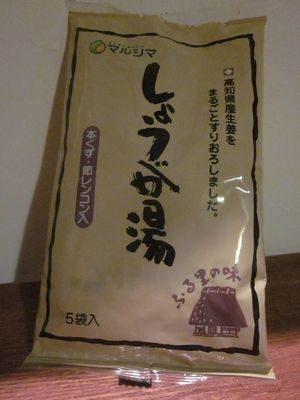 マルシマ
高知県産生姜を
まるごとすりおろしました。
しょうが湯
本くず・節レンコン入
ふる里の味
5袋入